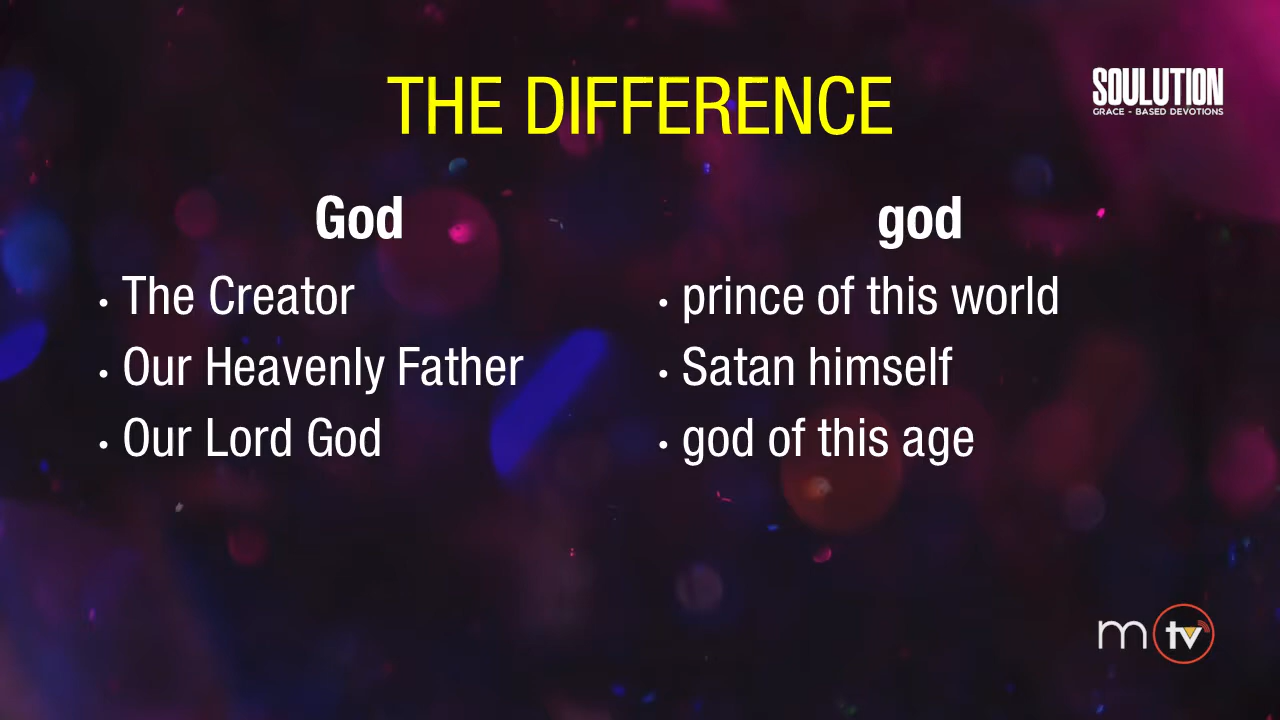 THE DIFFERENCE
SOULUTION
GRACE - BASED DEVOTIONS
God
• The Creator
• Our Heavenly Father
• Our Lord God
god
• prince of this world
• Satan himself
• god of this age
m tv